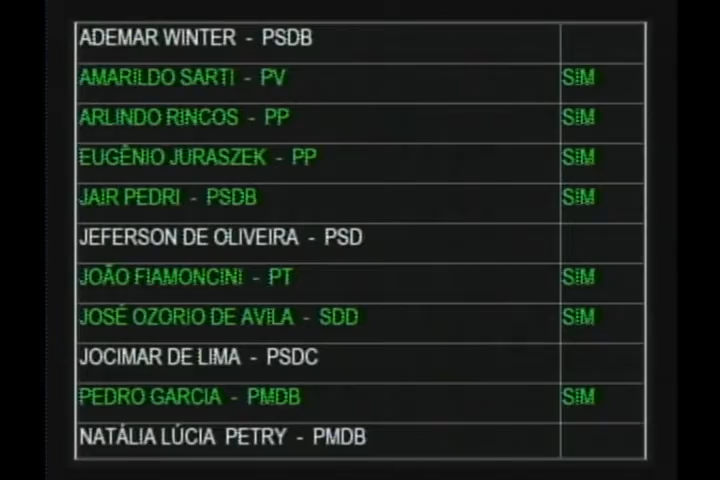 ADEMAR WINTER - PSDB
AMARILDO SARTI - PV SIM
ARLINDO RINCOS - PP SIM
EUGÊNIO JURASZEK - PP SIM
JAIR PEDRI - PSDB SIM
JEFERSON DE OLIVEIRA - PSD
JOÃO FIAMONCINI - PT SIM
JOSÉ OZORIO DE AVILA - SDD SIM
JOCIMAR DE LIMA - PSDC
PEDRO GARCIA - PMDB SIM
NATÁLIA LÚCIA PETRY - PMDB